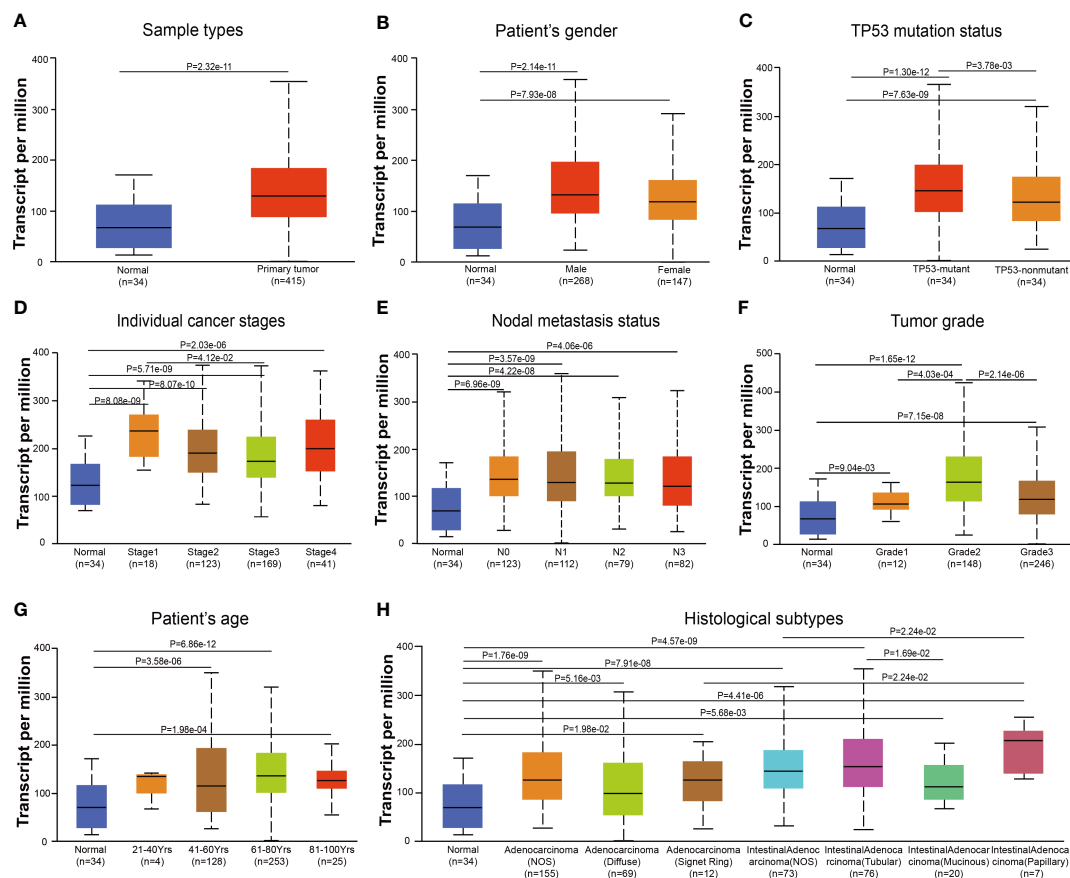 A
Sample types
Transcript per million
400
300
200
100
0
P=2.32e-11
Normal
(n=34)
Primary tumor
(n=415)
B
Patient's gender
Transcript per million
400
300
200
100
0
P=2.14e-11
P=7.93e-08
Normal
(n=34)
Male
(n=268)
Female
(n=147)
C
TP53 mutation status
Transcript per million
400
300
200
100
0
P=3.78e-03
P=1.30e-12
P=7.63e-09
Normal
(n=34)
TP53-mutant
(n=34)
TP53-nonmutant
(n=34)
D
Individual cancer stages
Transcript per million
400
300
200
100
0
P=2.03e-06
P=4.12e-02
P=5.71e-09
P=8.07e-10
P=8.08e-09
Normal
(n=34)
Stage1
(n=18)
Stage2
(n=123)
Stage3
(n=169)
Stage4
(n=41)
E
Nodal metastasis status
Transcript per million
400
300
200
100
0
P=4.06e-06
P=3.57e-09
P=4.22e-08
P=6.96e-09
Normal
(n=34)
N0
(n=123)
N1
(n=112)
N2
(n=79)
N3
(n=82)
F
Tumor grade
Transcript per million
500
400
300
200
100
0
P=1.65e-12
P=4.03e-04
P=2.14e-06
P=7.15e-08
P=9.04e-03
Normal
(n=34)
Grade1
(n=12)
Grade2
(n=148)
Grade3
(n=246)
G
Patient's age
Transcript per million
400
300
200
100
0
P=6.86e-12
P=3.58e-06
P=1.98e-04
Normal
(n=34)
21-40Yrs
(n=4)
41-60Yrs
(n=128)
61-80Yrs
(n=253)
81-100Yrs
(n=25)
H
Histological subtypes
Transcript per million
400
300
200
100
0
P=2.24e-02
P=4.57e-09
P=1.76e-09
P=1.69e-02
P=7.91e-08
P=5.16e-03
P=2.24e-02
P=4.41e-06
P=5.68e-03
P=1.98e-02
Normal
(n=34)
Adenocarcinoma
(NOS)
(n=155)
Adenocarcinoma
(Diffuse)
(n=69)
Adenocarcinoma
(Signet Ring)
(n=12)
IntestinalAdenoc
arcinoma(NOS)
(n=73)
IntestinalAdenoca
rcinoma(Tubular)
(n=76)
IntestinalAdenocar
cinoma(Mucinous)
(n=20)
IntestinalAdenocar
cinoma(Papillary)
(n=7)